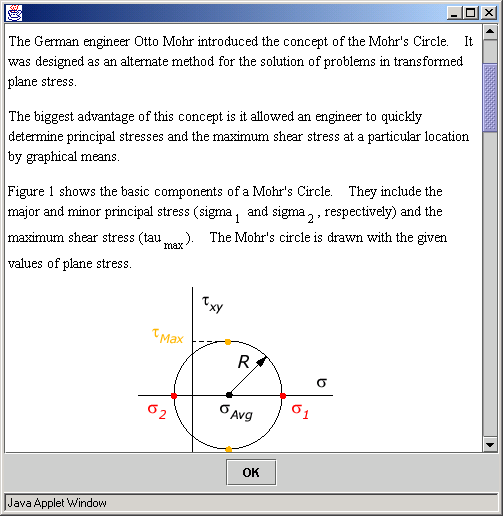 The German engineer Otto Mohr introduced the concept of the Mohr's Circle. It
was designed as an alternate method for the solution of problems in transformed
plane stress.
The biggest advantage of this concept is it allowed an engineer to quickly
determine principal stresses and the maximum shear stress at a particular location
by graphical means.
Figure 1 shows the basic components of a Mohr's Circle. They include the
major and minor principal stress (sigma 1 and sigma 2 , respectively) and the
maximum shear stress (tau max ). The Mohr's circle is drawn with the given
values of plane stress.
τxy
τMax
R
σ
σ2
σAvg
σ1
OK
Java Applet Window